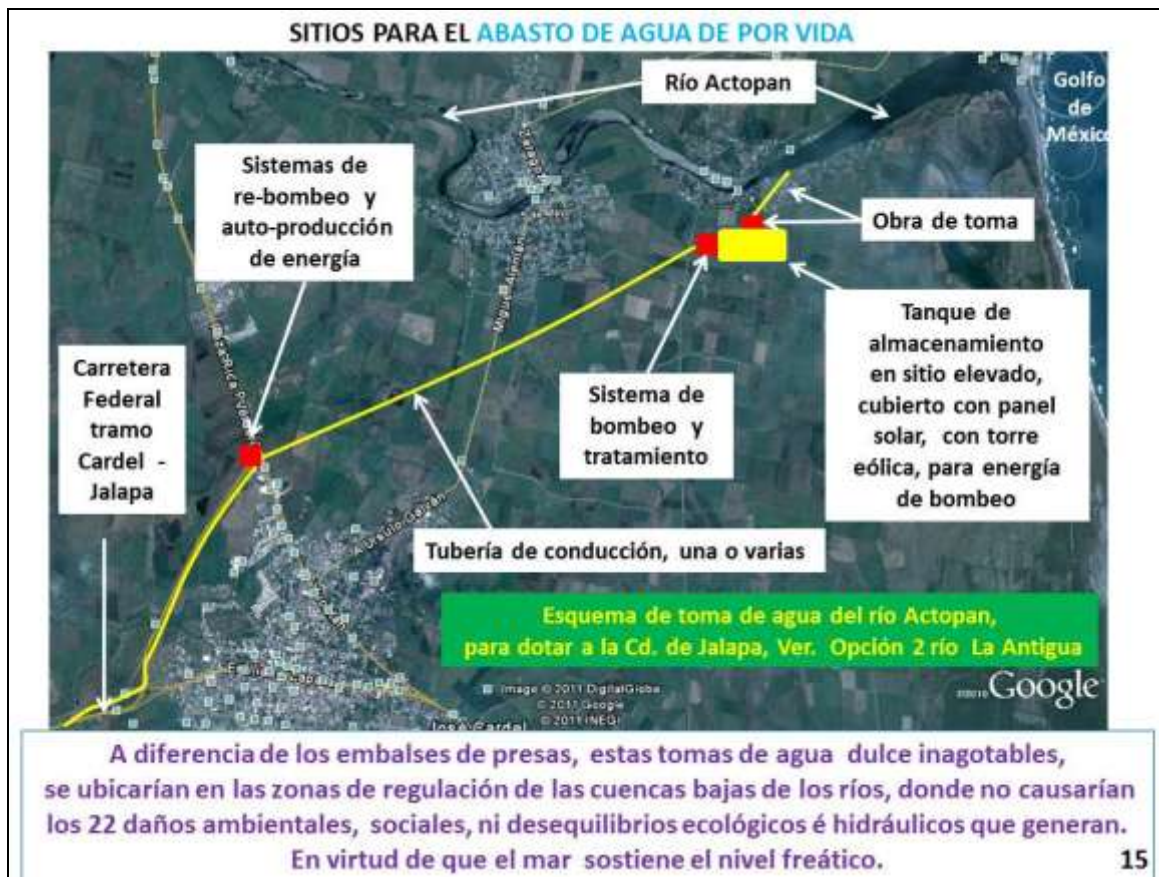 SITIOS PARA EL ABASTO DE AGUA DE POR VIDA
Río Actopan
Golfo
de
México
Sistemas de
re-bombeo y
auto-producción
de energía
Obra de toma
Carretera
Federal
tramo
Cardel -
Jalapa
Sistema de
bombeo y
tratamiento
Tanque de
almacenamiento
en sitio elevado,
cubierto con panel
solar, con torre
eólica, para energía
de bombeo
Miguel Alemán
A Ursulo Galván
Tubería de conducción, una o varias
Esquema de toma de agua del río Actopan,
para dotar a la Cd. de Jalapa, Ver. Opción 2 río La Antigua
Image © 2011 DigitalGlobe
© 2011 Google
© 2011 INEGI
©2010 Google
José Cardel
A diferencia de los embalses de presas, estas tomas de agua dulce inagotables,
se ubicarían en las zonas de regulación de las cuencas bajas de los ríos, donde no causarían
los 22 daños ambientales, sociales, ni desequilibrios ecológicos é hidráulicos que generan.
En virtud de que el mar sostiene el nivel freático.
15